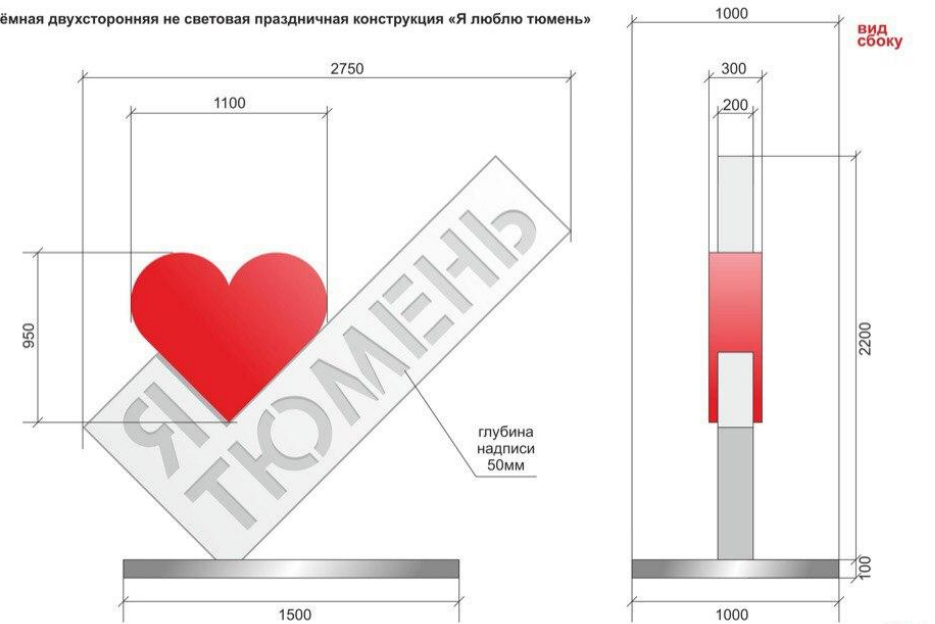 ёмная двухсторонняя не световая праздничная конструкция «Я люблю тюмень»
1000
вид
сбоку
2750
300
1100
200
950
Я
ТЮМЕНЬ
2200
глубина
надписи
50мм
100
1500
1000